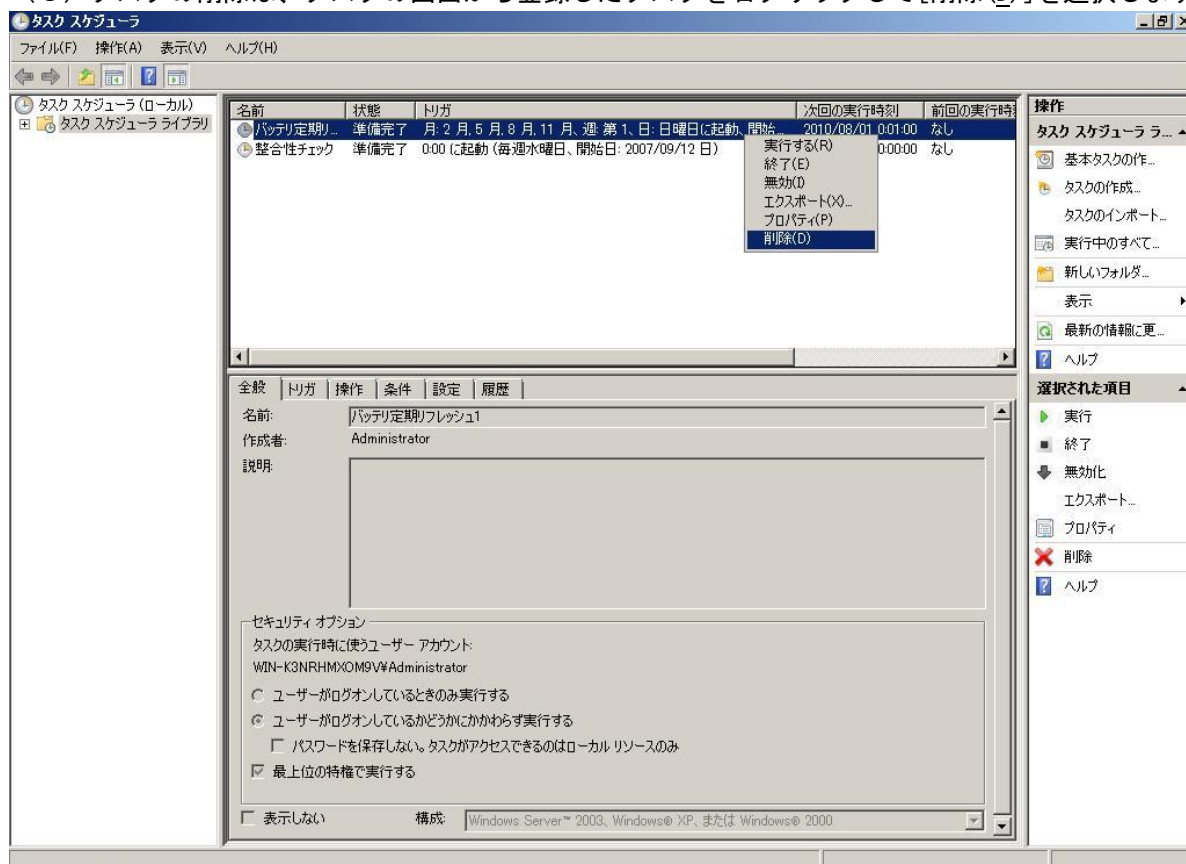 タスク スケジューラ
ファイル(F) 操作(A) 表示(V) ヘルプ(H)
タスク スケジューラ (ローカル)
タスク スケジューラ ライブラリ
名前 状態 トリガ 次回の実行時刻 前回の実行時刻
バッテリ定期リ... 準備完了 月: 2 月, 5 月, 8 月, 11 月、週: 第 1、日: 日曜日に起動、開始... 2010/08/01 0:01:00 なし
整合性チェック 準備完了 0:00 に起動 (毎週水曜日、開始日: 2007/09/12 日) 0:00:00 なし
実行する(R)
終了(E)
無効(I)
エクスポート(X)...
プロパティ(P)
削除(D)
全般 トリガ 操作 条件 設定 履歴
名前: バッテリ定期リフレッシュ1
作成者: Administrator
説明:
セキュリティ オプション
タスクの実行時に使うユーザー アカウント:
WIN-K3NRHMXOM9V¥Administrator
ユーザーがログオンしているときのみ実行する
ユーザーがログオンしているかどうかにかかわらず実行する
パスワードを保存しない。タスクがアクセスできるのはローカル リソースのみ
最上位の特権で実行する
表示しない 構成: Windows Server™ 2003、Windows® XP、または Windows® 2000
操作
タスク スケジューラ ラ...
基本タスクの作...
タスクの作成...
タスクのインポート...
実行中のすべて...
新しいフォルダ...
表示
最新の情報に更...
ヘルプ
選択された項目
実行
終了
無効化
エクスポート...
プロパティ
削除
ヘルプ